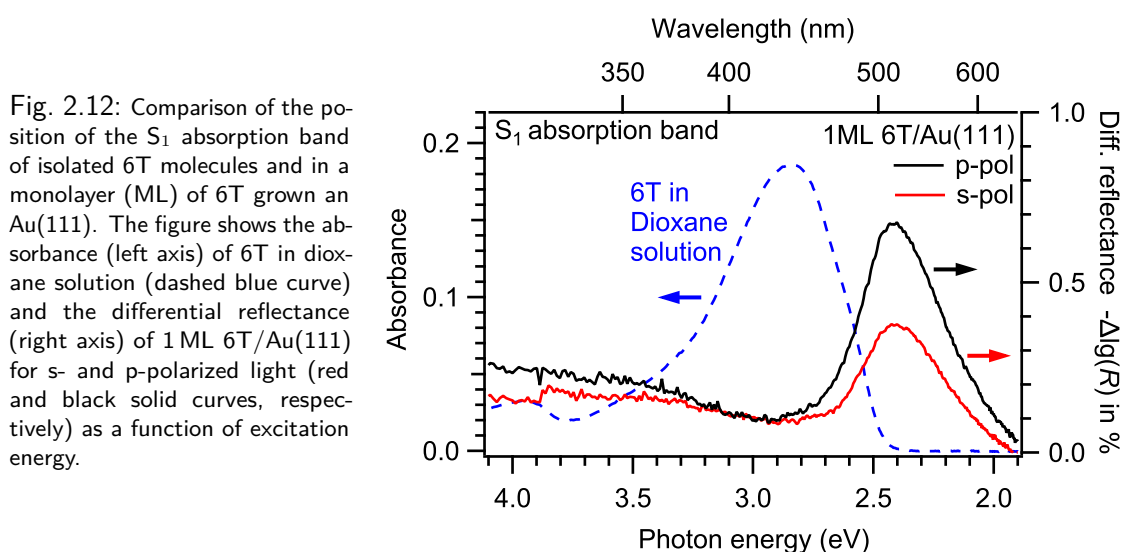 Fig. 2.12: Comparison of the po-
sition of the S₁ absorption band
of isolated 6T molecules and in a
monolayer (ML) of 6T grown an
Au(111). The figure shows the ab-
sorbance (left axis) of 6T in diox-
ane solution (dashed blue curve)
and the differential reflectance
(right axis) of 1 ML 6T/Au(111)
for s- and p-polarized light (red
and black solid curves, respec-
tively) as a function of excitation
energy.
Wavelength (nm)
350 400 500 600
S₁ absorption band
1ML 6T/Au(111)
p-pol
s-pol
6T in
Dioxane
solution
Absorbance
0.2
0.1
0.0
1.0
0.5
0.0
Diff. reflectance -Δlg(R) in %
4.0 3.5 3.0 2.5 2.0
Photon energy (eV)